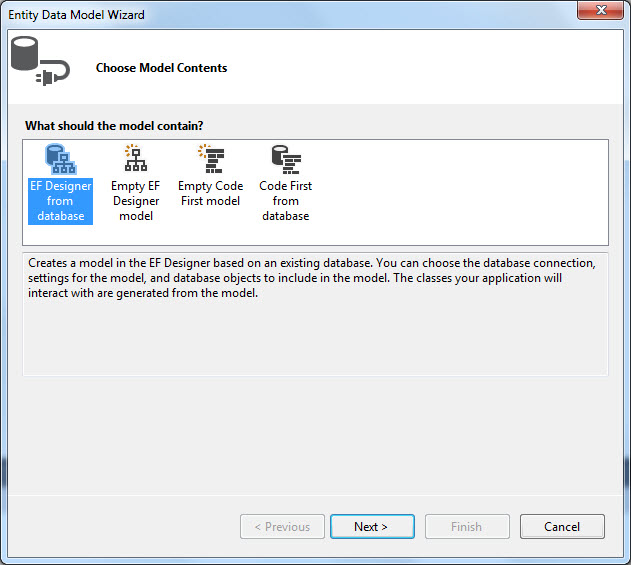 Entity Data Model Wizard
Choose Model Contents
What should the model contain?
EF Designer
from
database
Empty EF
Designer
model
Empty Code
First model
Code First
from
database
Creates a model in the EF Designer based on an existing database. You can choose the database connection,
settings for the model, and database objects to include in the model. The classes your application will
interact with are generated from the model.
< Previous
Next >
Finish
Cancel